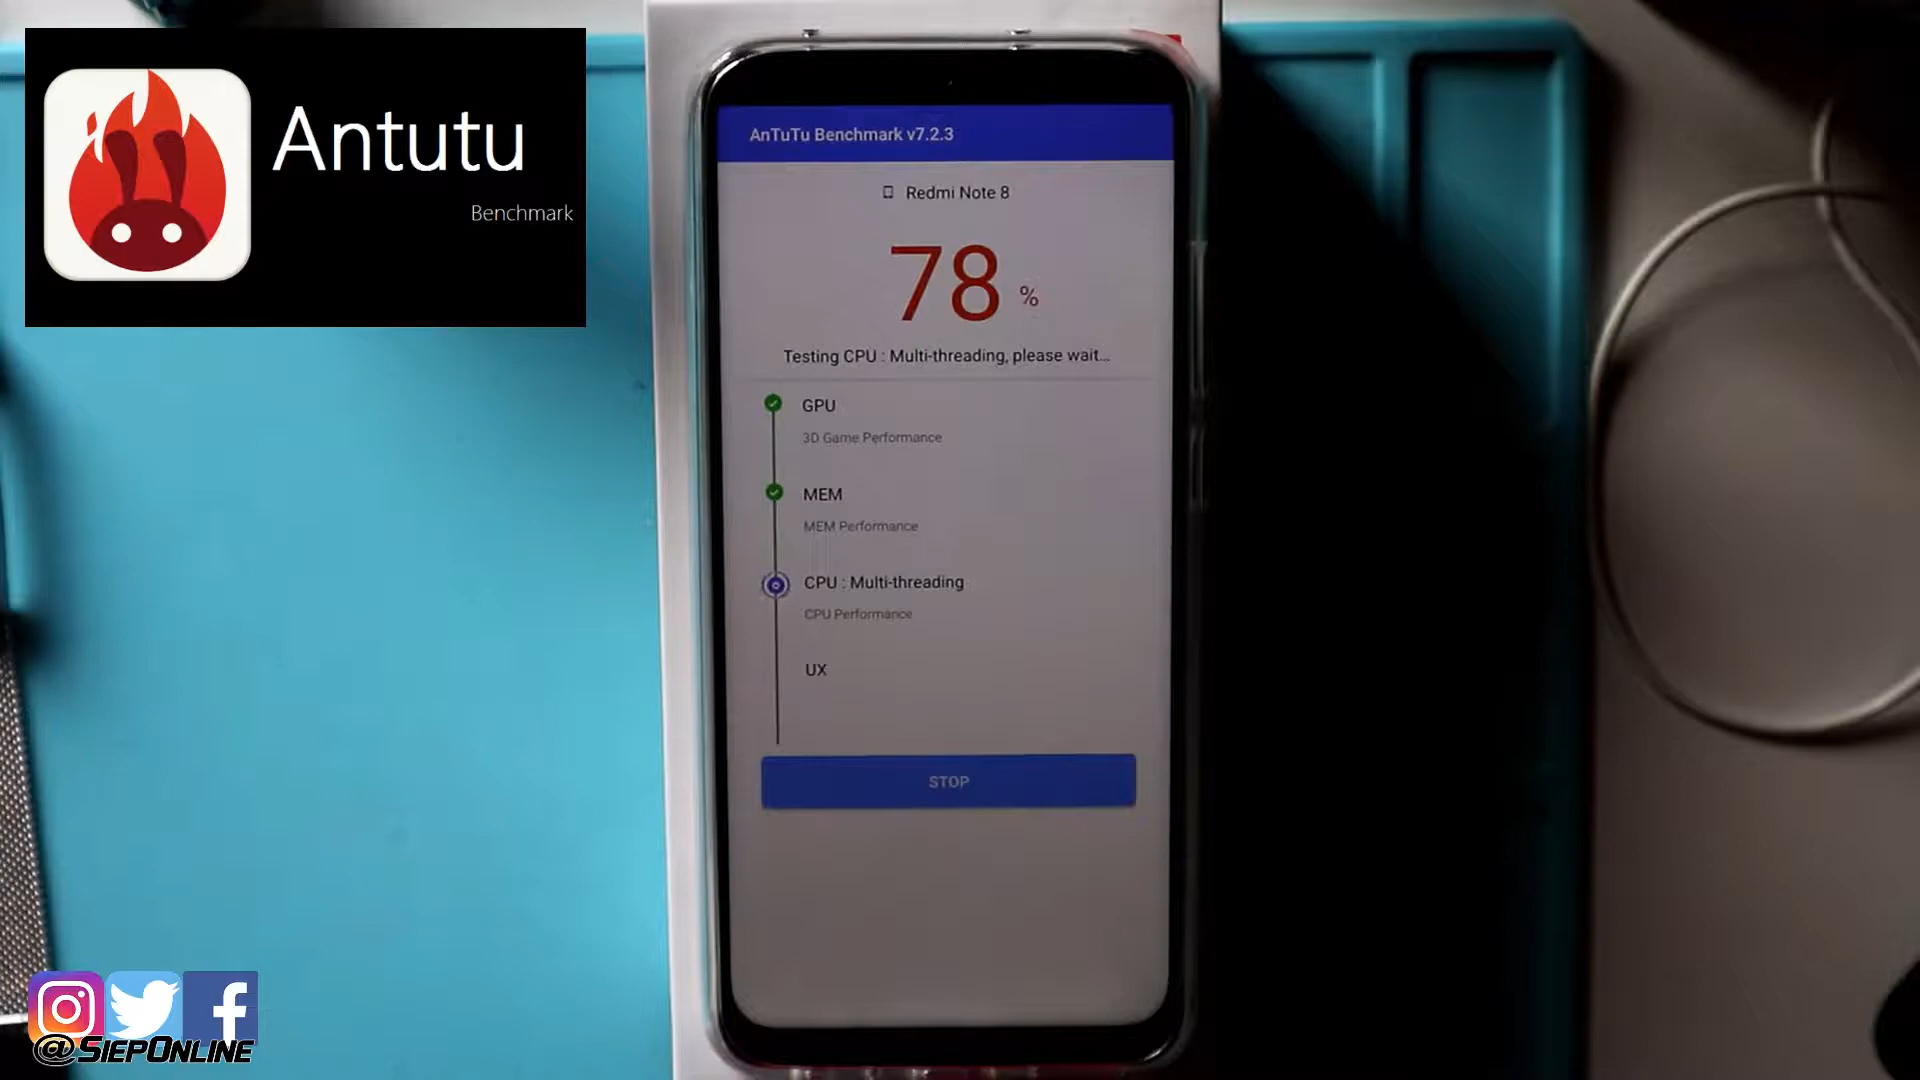 Antutu
Benchmark
AnTuTu Benchmark v7.2.3
Redmi Note 8
78 %
Testing CPU : Multi-threading, please wait...
GPU
3D Game Performance
MEM
MEM Performance
CPU : Multi-threading
CPU Performance
UX
STOP
@SiepOnline